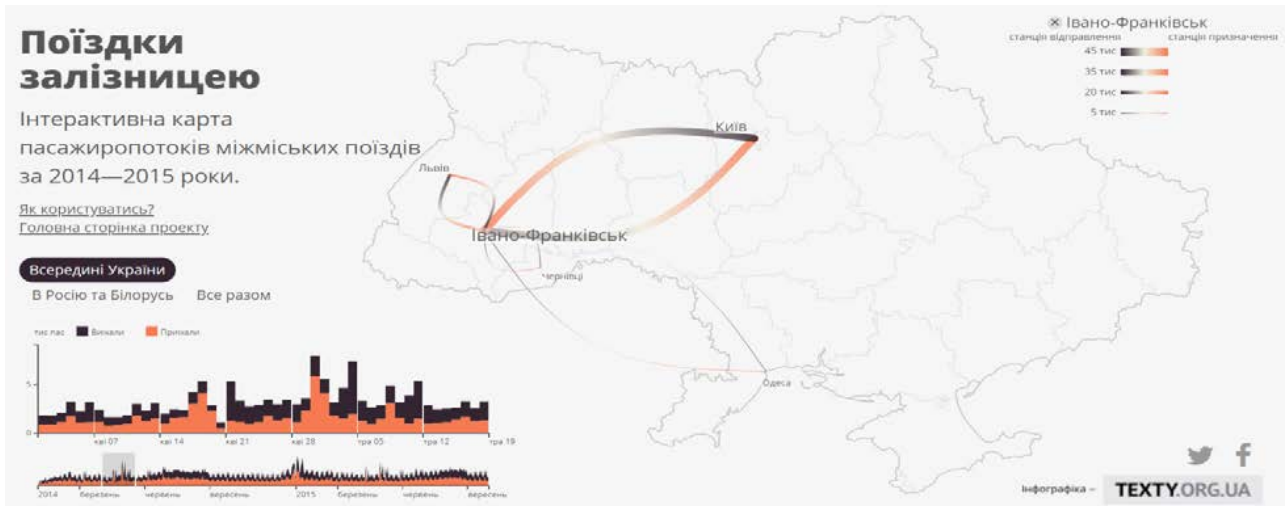 Поїздки
залізницею
Інтерактивна карта
пасажиропотоків міжміських поїздів
за 2014—2015 роки.
Як користуватись?
Головна сторінка проекту
Всередині України
В Росію та Білорусь Все разом
тис пас Виїхали Приїхали
5
0
кві 07 кві 14 кві 21 кві 28 тра 05 тра 12 тра 19
2014 березень червень вересень 2015 березень червень вересень
Київ
Львів
Івано-Франківськ
Чернівці
Одеса
Івано-Франківськ
станція відправлення станція призначення
45 тис
35 тис
20 тис
5 тис
Інфографіка – TEXTY.ORG.UA